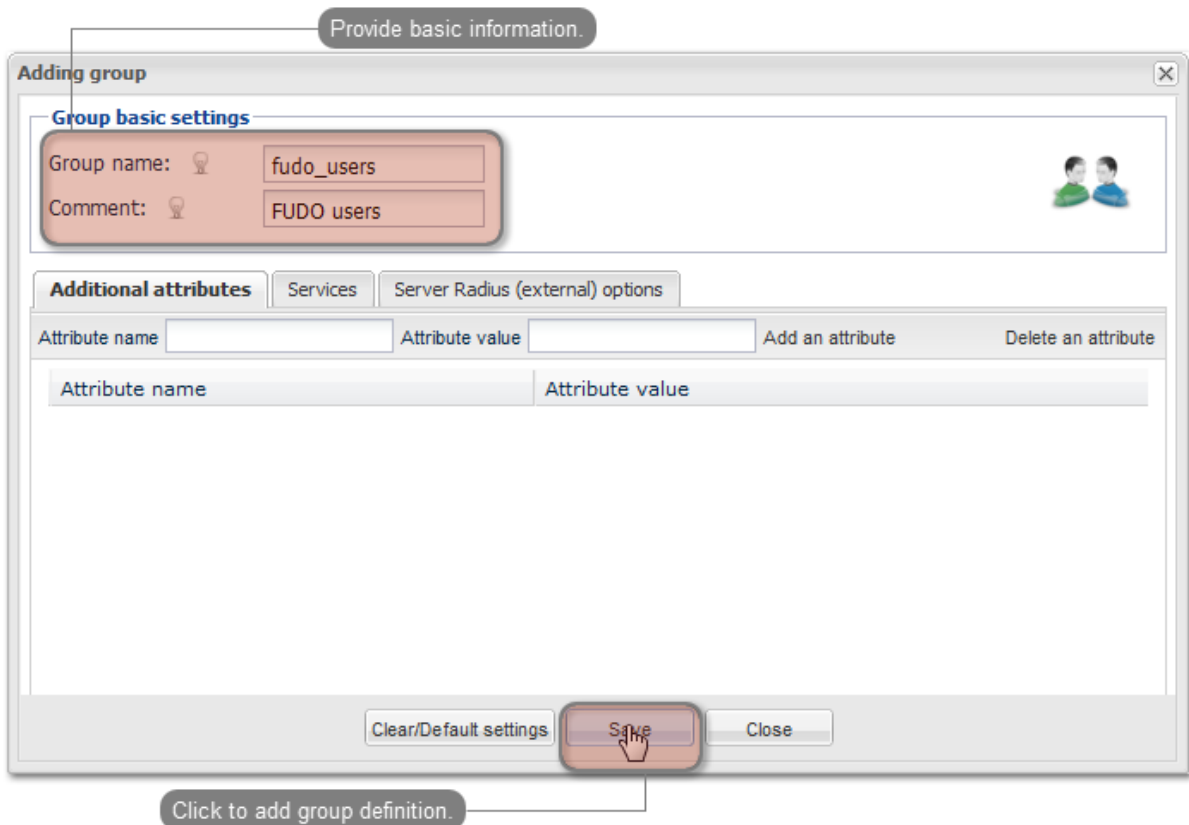 Provide basic information.
Adding group
Group basic settings
Group name: fudo_users
Comment: FUDO users
Additional attributes Services Server Radius (external) options
Attribute name Attribute value Add an attribute Delete an attribute
Attribute name Attribute value
Clear/Default settings Save Close
Click to add group definition.